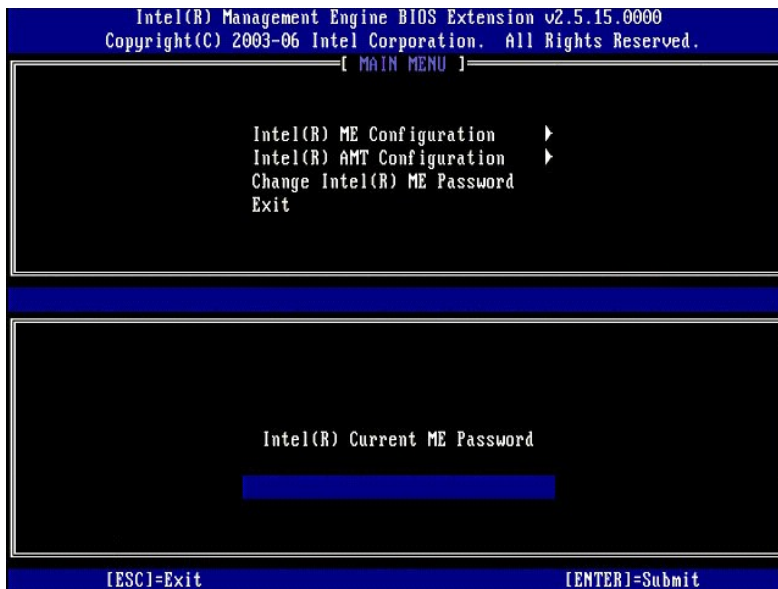 Intel(R) Management Engine BIOS Extension v2.5.15.0000
Copyright(C) 2003-06 Intel Corporation. All Rights Reserved.
[ MAIN MENU ]
Intel(R) ME Configuration
Intel(R) AMT Configuration
Change Intel(R) ME Password
Exit
Intel(R) Current ME Password
[ESC]=Exit [ENTER]=Submit